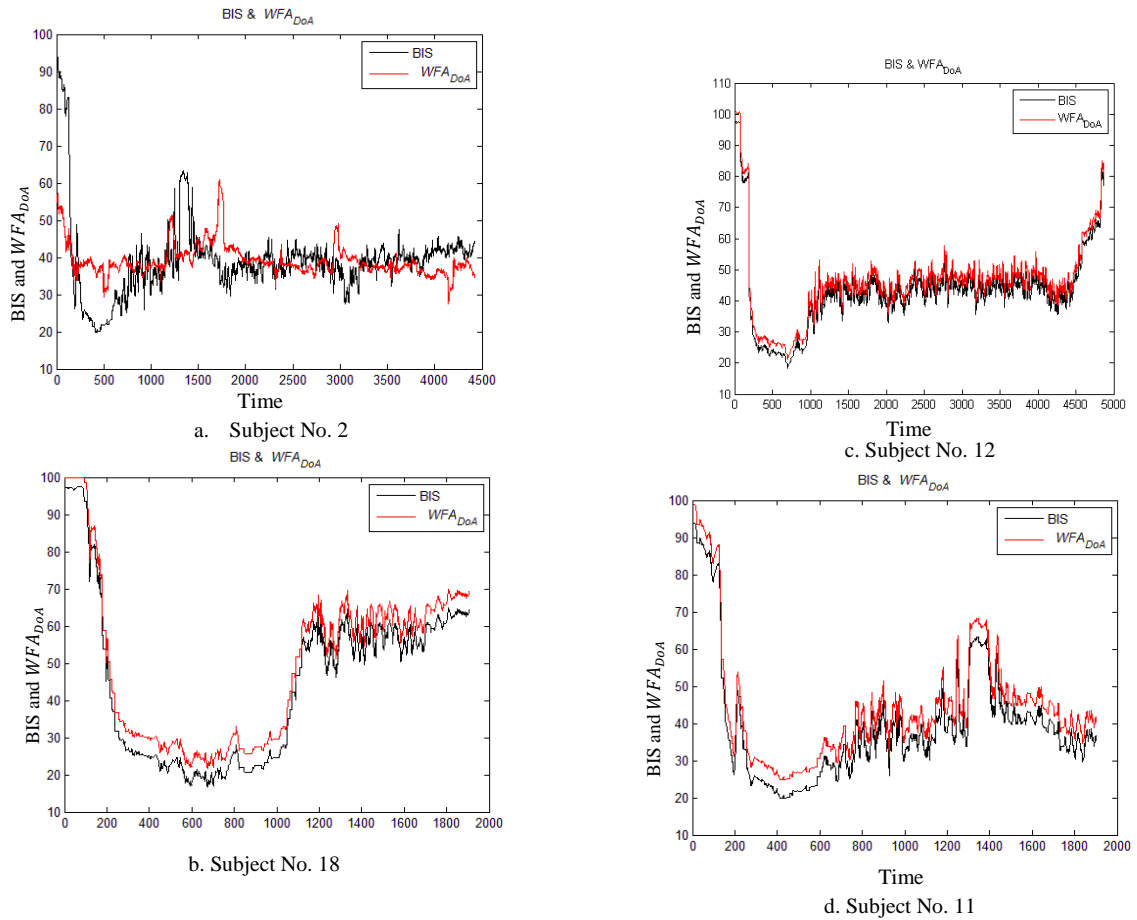 BIS & WFA_DoA
100
90
80
70
60
50
40
30
20
10
BIS and WFA_DoA
BIS
WFA_DoA
0 500 1000 1500 2000 2500 3000 3500 4000 4500
Time
a. Subject No. 2
BIS & WFA_DoA
110
100
90
80
70
60
50
40
30
20
10
BIS and WFA_DoA
BIS
WFA_DoA
0 500 1000 1500 2000 2500 3000 3500 4000 4500 5000
Time
c. Subject No. 12
BIS & WFA_DoA
100
90
80
70
60
50
40
30
20
10
BIS and WFA_DoA
BIS
WFA_DoA
0 200 400 600 800 1000 1200 1400 1600 1800 2000
b. Subject No. 18
BIS & WFA_DoA
100
90
80
70
60
50
40
30
20
10
BIS and WFA_DoA
BIS
WFA_DoA
0 200 400 600 800 1000 1200 1400 1600 1800 2000
Time
d. Subject No. 11